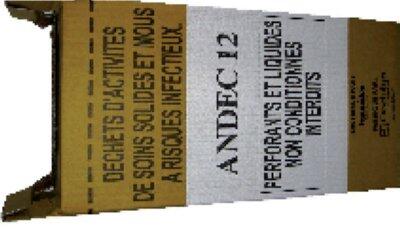 DECHETS D'ACTIVITES
DE SOINS SOLIDES ET MOUS
A RISQUES INFECTIEUX.
ANDEC 12
PERFORANTS ET LIQUIDES
NON CONDITIONNES
INTERDITS